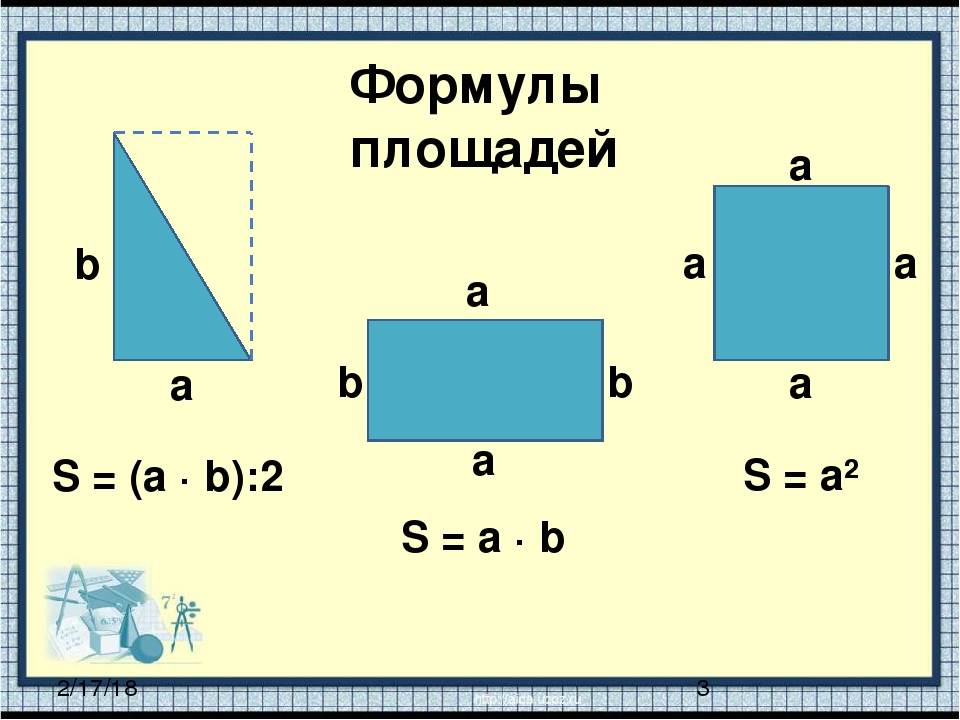 Формулы
площадей
b
a
S = (a · b):2
a
b
b
a
S = a · b
a
a
a
a
S = a²
2/17/18
3